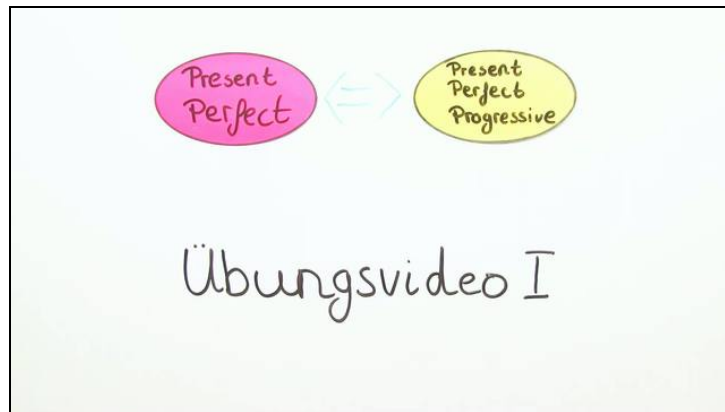 Present
Perfect
Present
Perfect
Progressive
Übungsvideo I